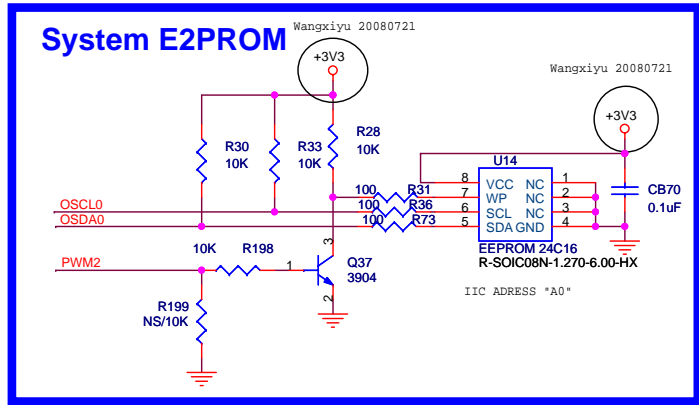 Wangxiyu 20080721
System E2PROM
+3V3
Wangxiyu 20080721
+3V3
R30
10K
R33
10K
R28
10K
U14
8
VCC
NC
1
7
WP
NC
2
6
SCL
NC
3
5
SDA
GND
4
CB70
0.1uF
100
R31
100
R36
100
R73
OSCL0
OSDA0
EEPROM 24C16
R-SOIC08N-1.270-6.00-HX
IIC ADRESS "A0"
10K
R198
PWM2
3
1
2
Q37
3904
R199
NS/10K